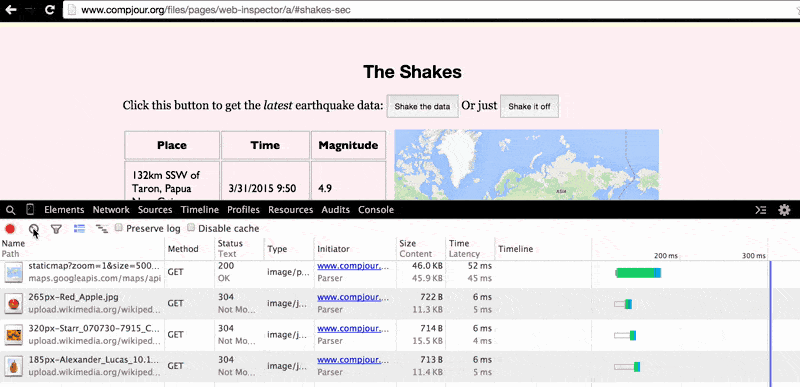 www.compjour.org/files/pages/web-inspector/a/#shakes-sec
The Shakes
Click this button to get the latest earthquake data: Shake the data Or just Shake it off
Place Time Magnitude
132km SSW of
Taron, Papua
3/31/2015 9:50 4.9
ASIA
Elements Network Sources Timeline Profiles Resources Audits Console
Preserve log Disable cache
Name Method Status Type Initiator Size Time Timeline
Path Text Content Latency
200 ms 300 ms
staticmap?zoom=1&size=500... GET 200 image/p... www.compjour... 46.0 KB 52 ms
maps.googleapis.com/maps/api OK Parser 45.9 KB 45 ms
265px-Red_Apple.jpg GET 304 image/j... www.compjour... 722 B 6 ms
upload.wikimedia.org/wikiped... Not Mo... Parser 11.3 KB 5 ms
320px-Starr_070730-7915_C... GET 304 image/j... www.compjour... 714 B 6 ms
upload.wikimedia.org/wikiped... Not Mo... Parser 15.5 KB 4 ms
185px-Alexander_Lucas_10.1... GET 304 image/j... www.compjour... 713 B 6 ms
upload.wikimedia.org/wikiped... Not Mo... Parser 11.4 KB 5 ms